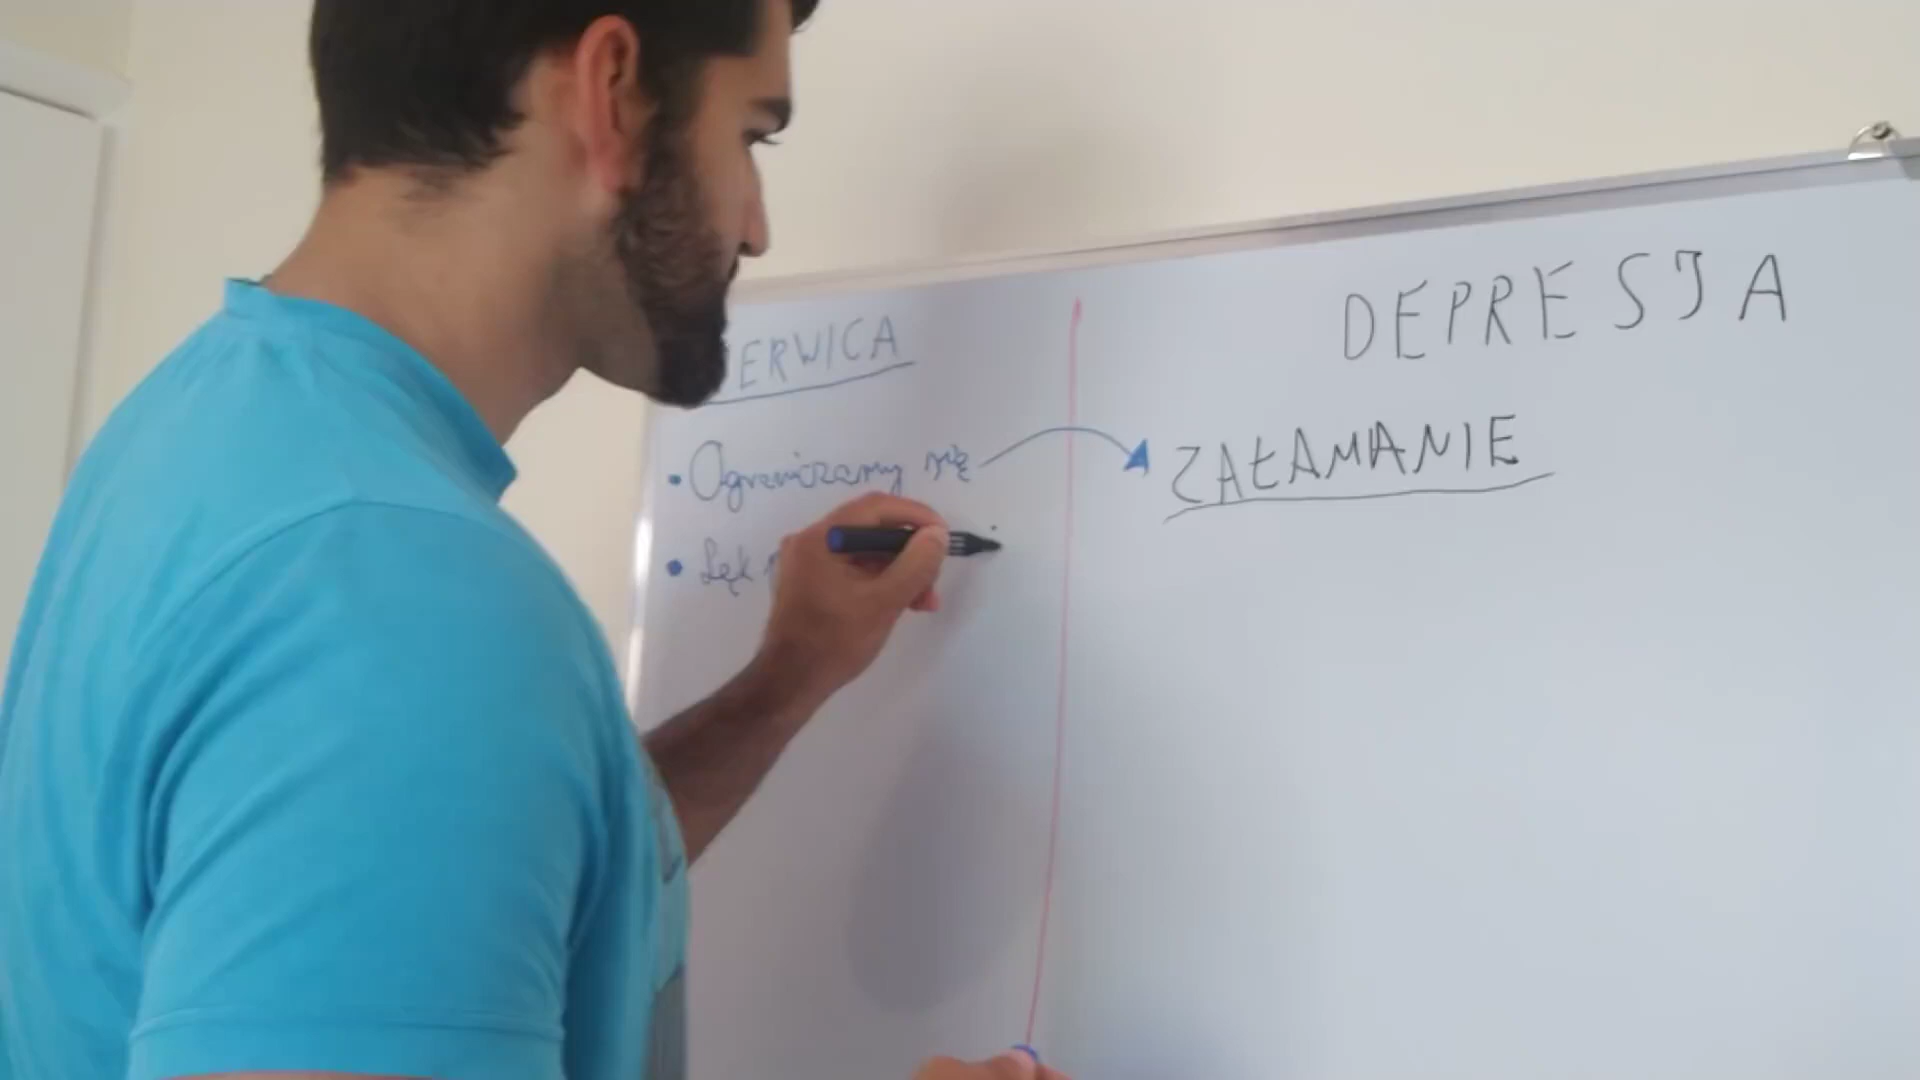 ERWICA
DEPRESJA
• Ograniczamy się
ZAŁAMANIE
• Lęk